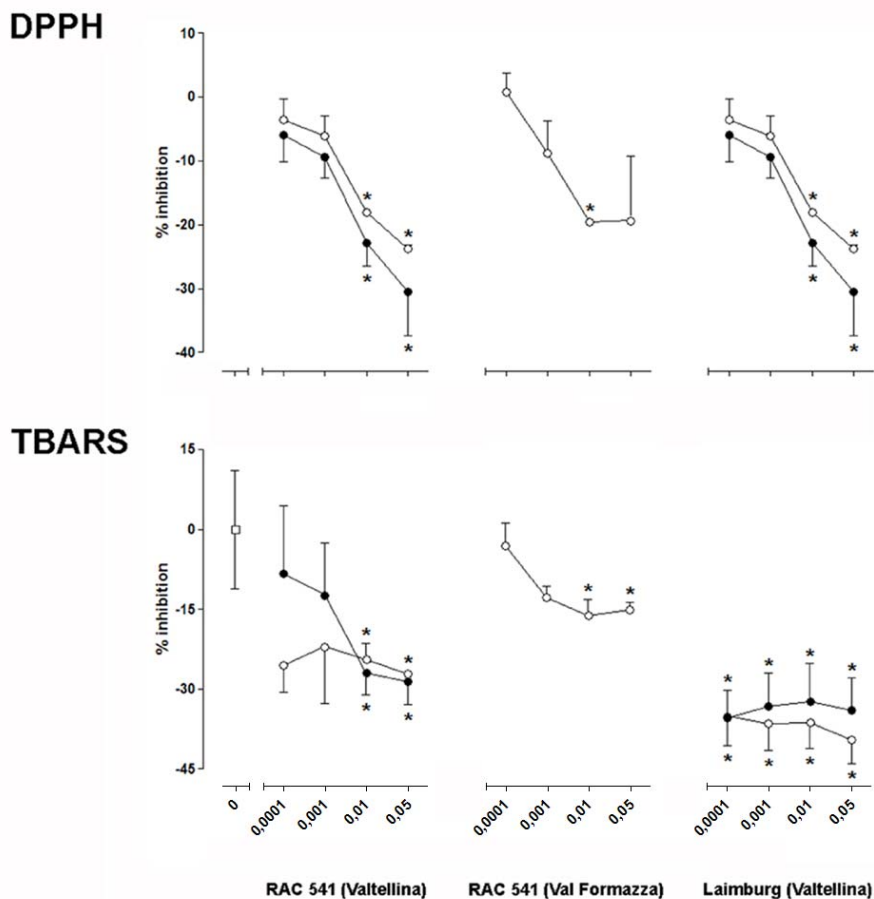 DPPH
10
0
-10
-20
-30
-40
% inhibition
* * * *
*
* * * *
TBARS
15
0
-15
-30
-45
% inhibition
* * * *
* *
* * * * * * * *
0 0,0001 0,001 0,01 0,05 0,0001 0,001 0,01 0,05 0,0001 0,001 0,01 0,05
RAC 541 (Valtellina) RAC 541 (Val Formazza) Laimburg (Valtellina)